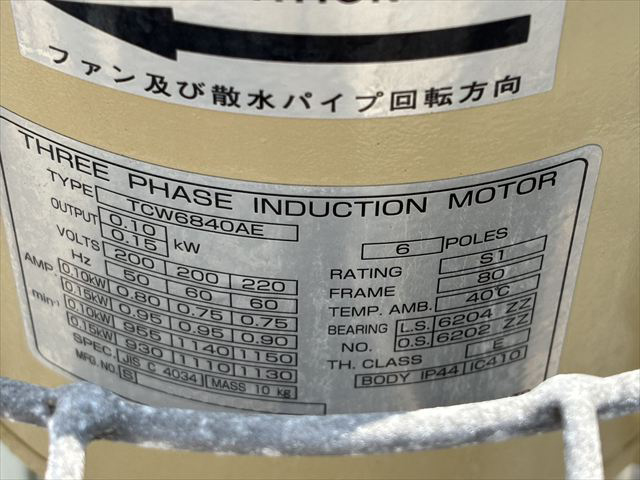 ファン及び散水パイプ回転方向
THREE PHASE INDUCTION MOTOR
TYPE TCW6840AE
OUTPUT 0.10 0.15 kW
VOLTS 200 200 220
Hz 50 60 60
AMP. 0.10kW 0.80 0.75 0.75
0.15kW 0.95 0.95 0.90
min-1 0.10kW 955 1140 1150
0.15kW 930 1110 1130
SPEC. JIS C 4034 MASS 10 kg
MFG.NO. S
6 POLES
RATING S1
FRAME 80
TEMP. AMB. 40℃
BEARING L.S. 6204 ZZ
NO. O.S. 6202 ZZ
TH. CLASS E
BODY IP44 IC410